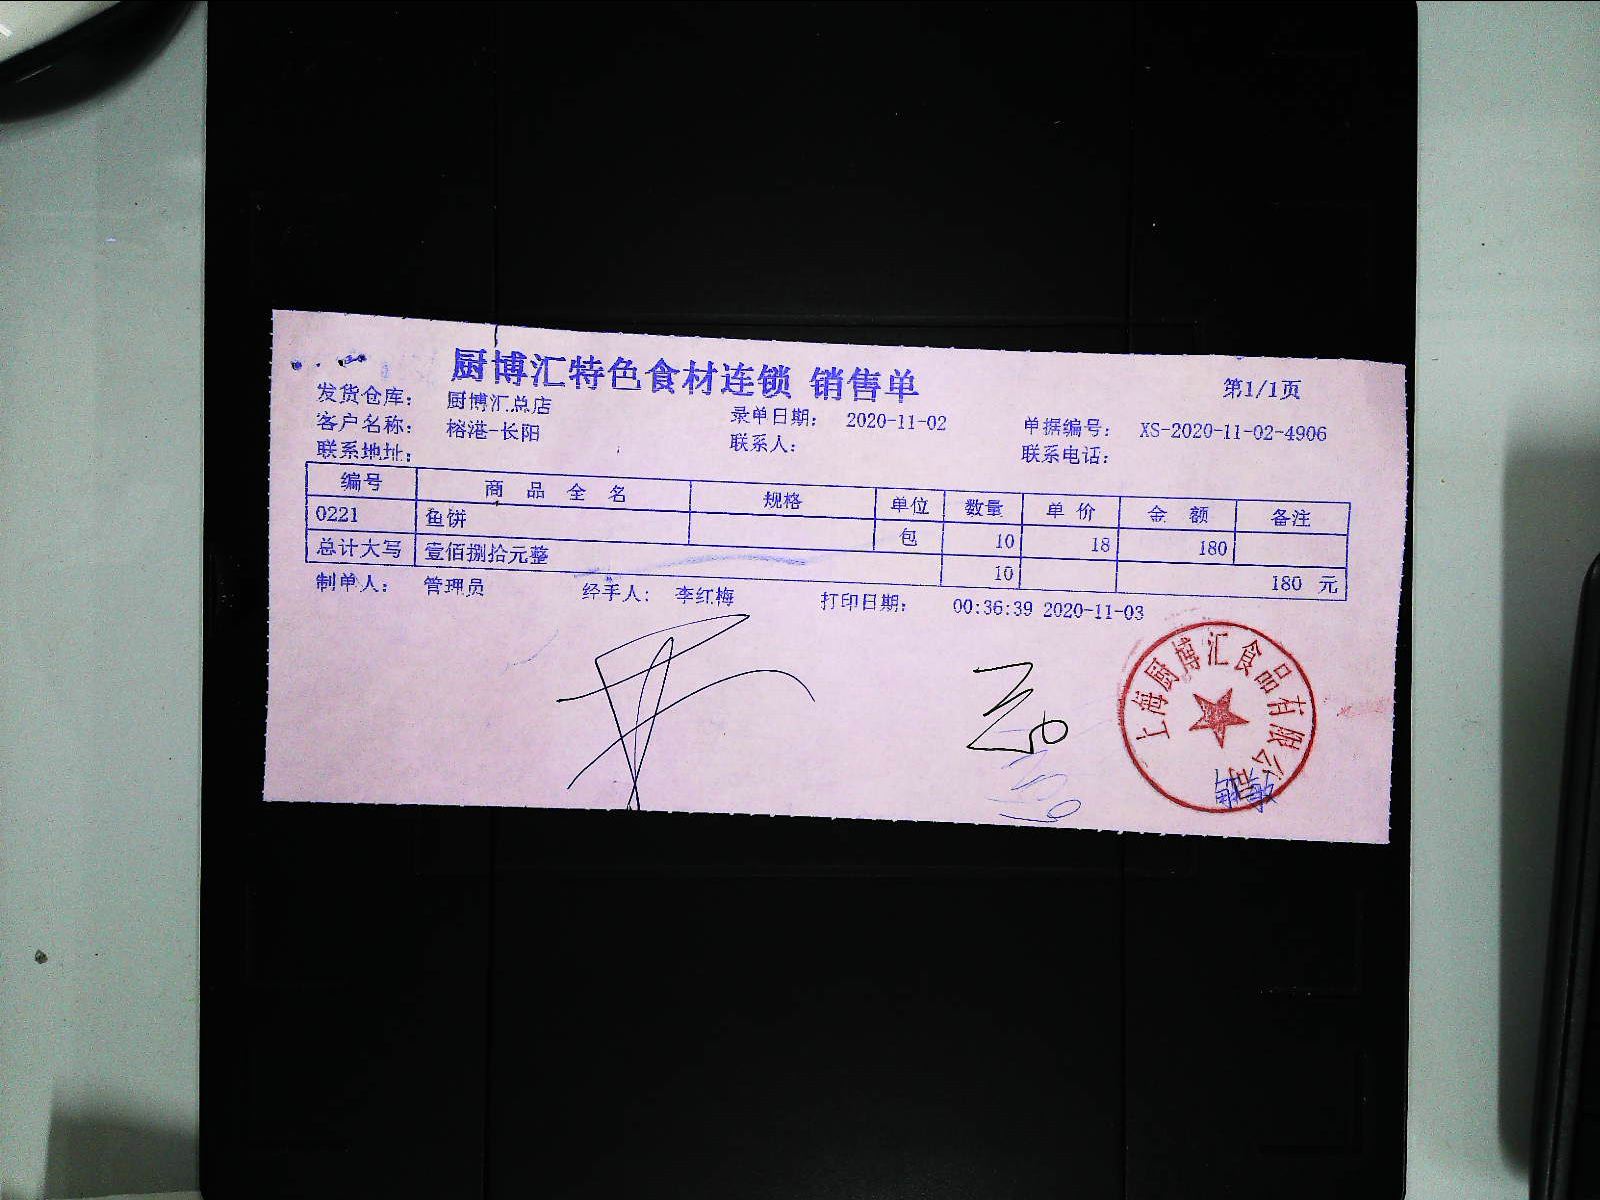 厨博汇特色食材连锁 销售单
第1/1页
发货仓库： 厨博汇总店 录单日期： 2020-11-02 单据编号： XS-2020-11-02-4906
客户名称： 榕港-长阳 联系人： 联系电话：
联系地址：
编号 商品全名 规格 单位 数量 单价 金额 备注
0221 鱼饼 包 10 18 180
总计大写 壹佰捌拾元整 10 180 元
制单人： 管理员 经手人： 李红梅 打印日期： 00:36:39 2020-11-03
上海厨博汇食品有限公司